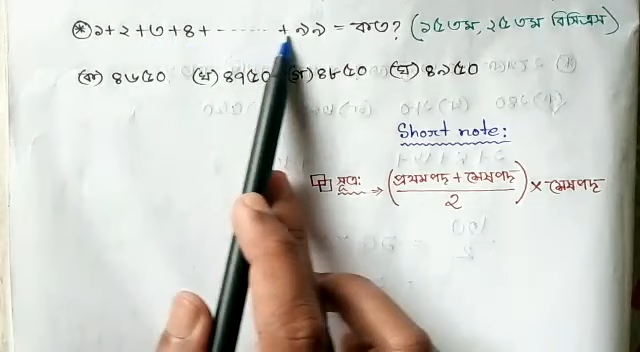 * ১+২+৩+৪+ ........ + ৯৯ = কত? (১৫তম, ২৫তম বিসিএস)
(ক) ৪৬৫০ (খ) ৪৭৫০ (গ) ৪৮৫০ (ঘ) ৪৯৫০
Short note:
সূত্র: → (প্রথমপদ + শেষপদ / 2) × শেষপদ